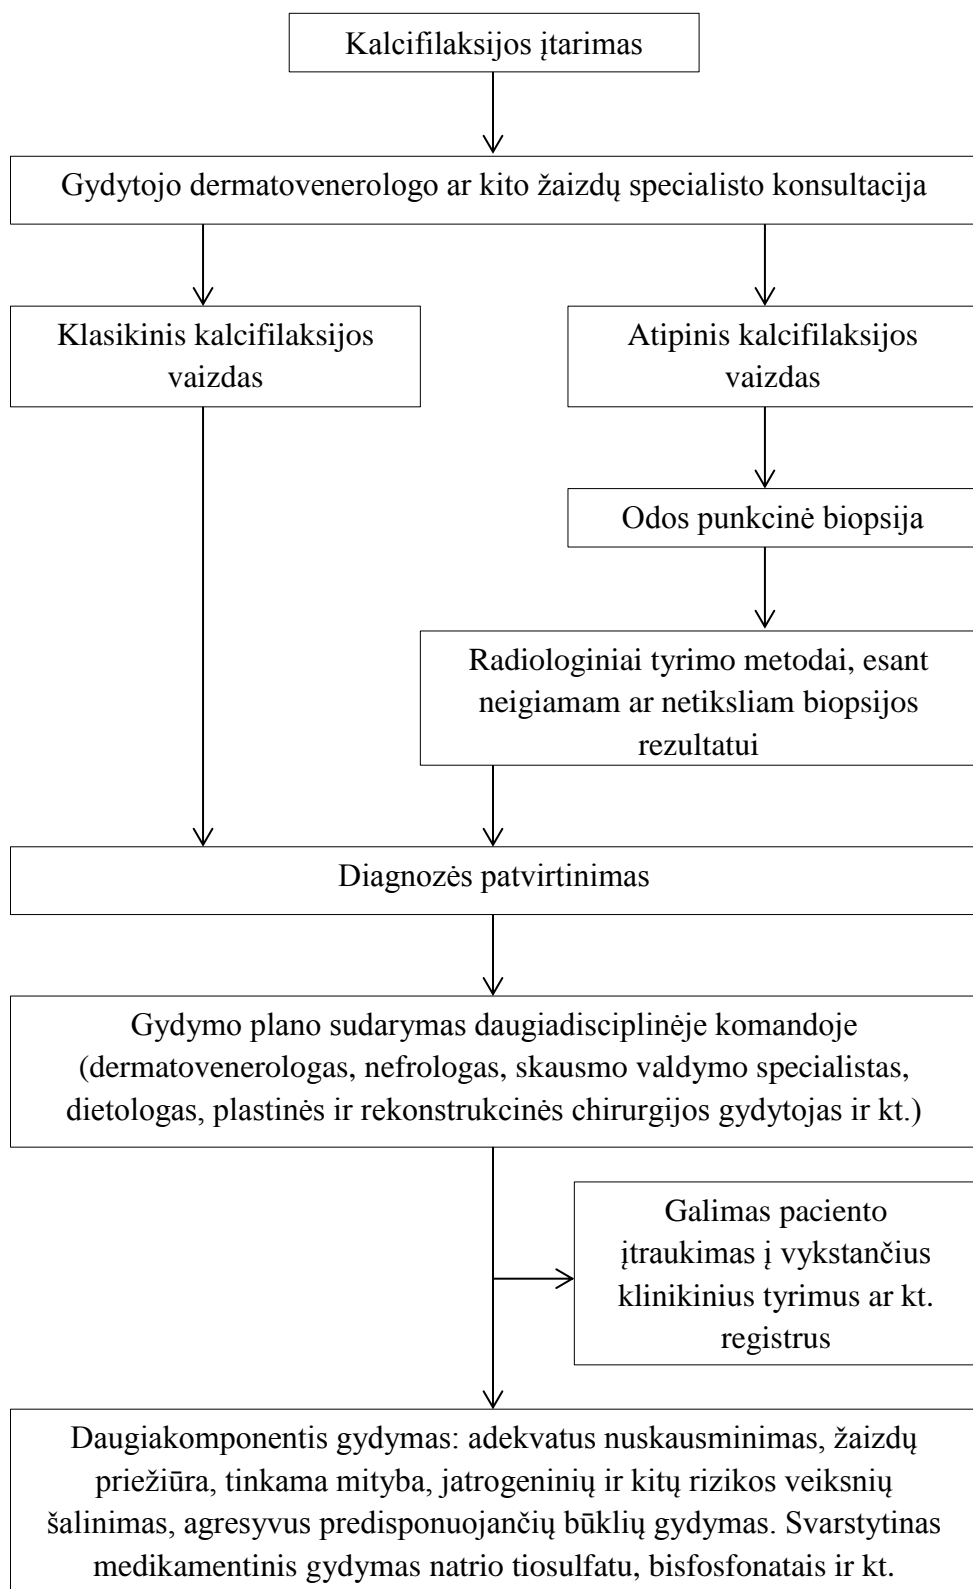 Kalcifilaksijos įtarimas
Gydytojo dermatovenerologo ar kito žaizdų specialisto konsultacija
Klasikinis kalcifilaksijos
vaizdas
Atipinis kalcifilaksijos
vaizdas
Odos punkcinė biopsija
Radiologiniai tyrimo metodai, esant
neigiamam ar netiksliam biopsijos
rezultatui
Diagnozės patvirtinimas
Gydymo plano sudarymas daugiadisciplinėje komandoje
(dermatovenerologas, nefrologas, skausmo valdymo specialistas,
dietologas, plastinės ir rekonstrukcinės chirurgijos gydytojas ir kt.)
Galimas paciento
įtraukimas į vykstančius
klinikinius tyrimus ar kt.
registrus
Daugiakomponentis gydymas: adekvatus nuskausminimas, žaizdų
priežiūra, tinkama mityba, jatrogeninių ir kitų rizikos veiksnių
šalinimas, agresyvus predisponuojančių būklių gydymas. Svarstytinas
medikamentinis gydymas natrio tiosulfatu, bisfosfonatais ir kt.